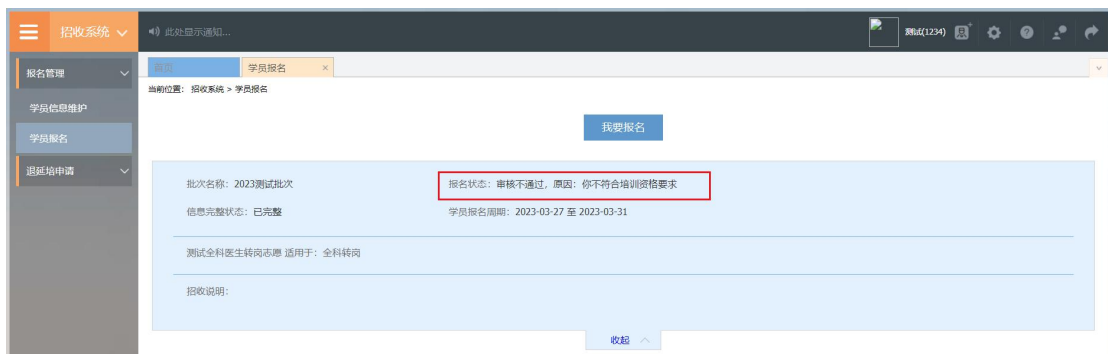 招收系统
此处显示通知...
测试(1234)
报名管理
首页
学员报名 ×
当前位置: 招收系统 > 学员报名
学员信息维护
我要报名
学员报名
退延培申请
批次名称: 2023测试批次
报名状态: 审核不通过, 原因: 你不符合培训资格要求
信息完整状态: 已完整
学员报名周期: 2023-03-27 至 2023-03-31
测试全科医生转岗志愿 适用于: 全科转岗
招收说明:
收起